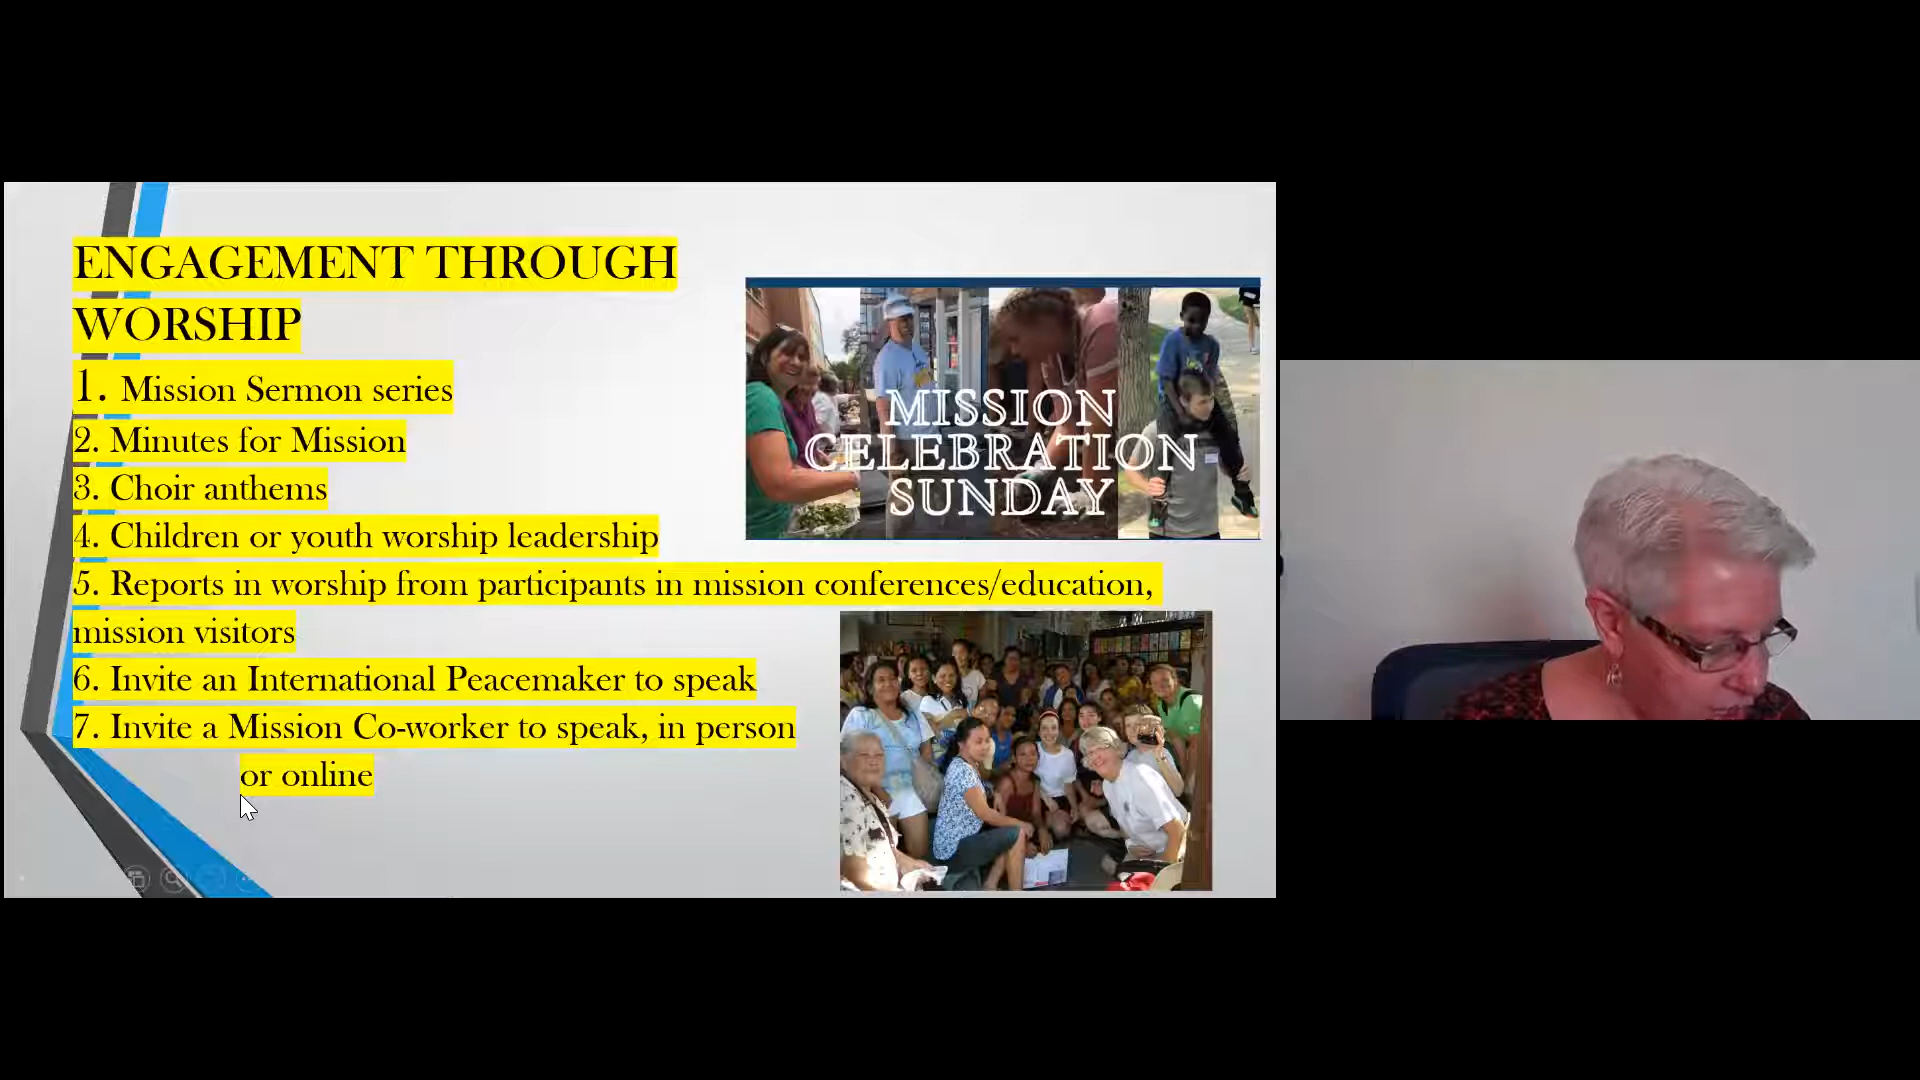 ENGAGEMENT THROUGH
WORSHIP
1. Mission Sermon series
2. Minutes for Mission
3. Choir anthems
4. Children or youth worship leadership
5. Reports in worship from participants in mission conferences/education,
mission visitors
6. Invite an International Peacemaker to speak
7. Invite a Mission Co-worker to speak, in person
or online
MISSION
CELEBRATION
SUNDAY